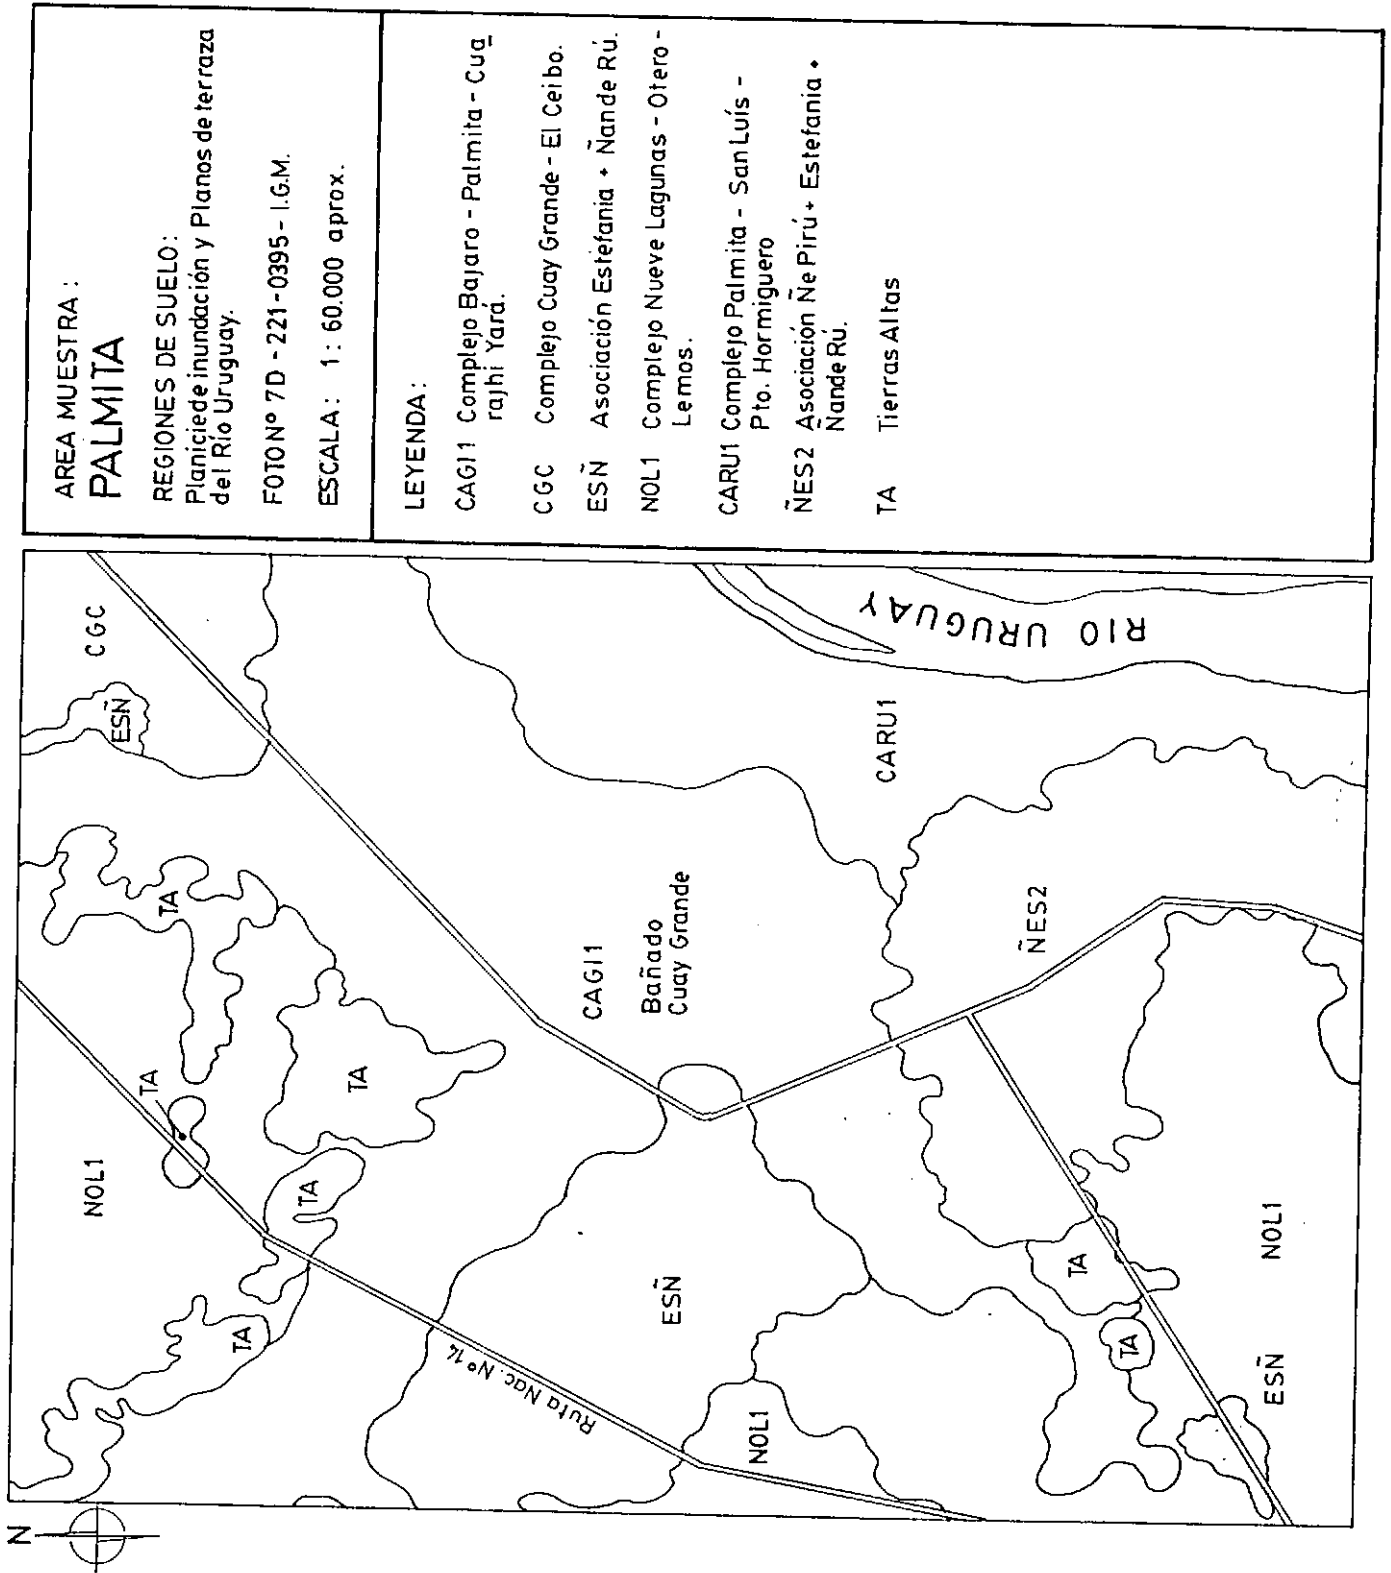 AREA MUESTRA :
PALMITA
REGIONES DE SUELO :
Planicie de inundación y Planos de terraza
del Río Uruguay.
FOTO Nº 7D - 221 - 0395 - I.G.M.
ESCALA : 1 : 60.000 aprox.
LEYENDA :
CAGI1 Complejo Bajaro - Palmita - Cua
rajhi Yará.
CGC Complejo Cuay Grande - El Ceibo.
ESÑ Asociación Estefania + Ñande Rú.
NOL1 Complejo Nueve Lagunas - Otero -
Lemos.
CARU1 Complejo Palmita - San Luís -
Pto. Hormiguero
ÑES2 Asociación Ñe Pirú + Estefania +
Ñande Rú.
TA Tierras Altas
N
CGC
ESÑ
TA
TA
NOL1
TA
TA
TA
Ruta Nac. Nº 14
CAGI1
Bañado
Cuay Grande
ESÑ
NOL1
CARU1
RIO URUGUAY
ÑES2
TA
TA
NOL1
ESÑ